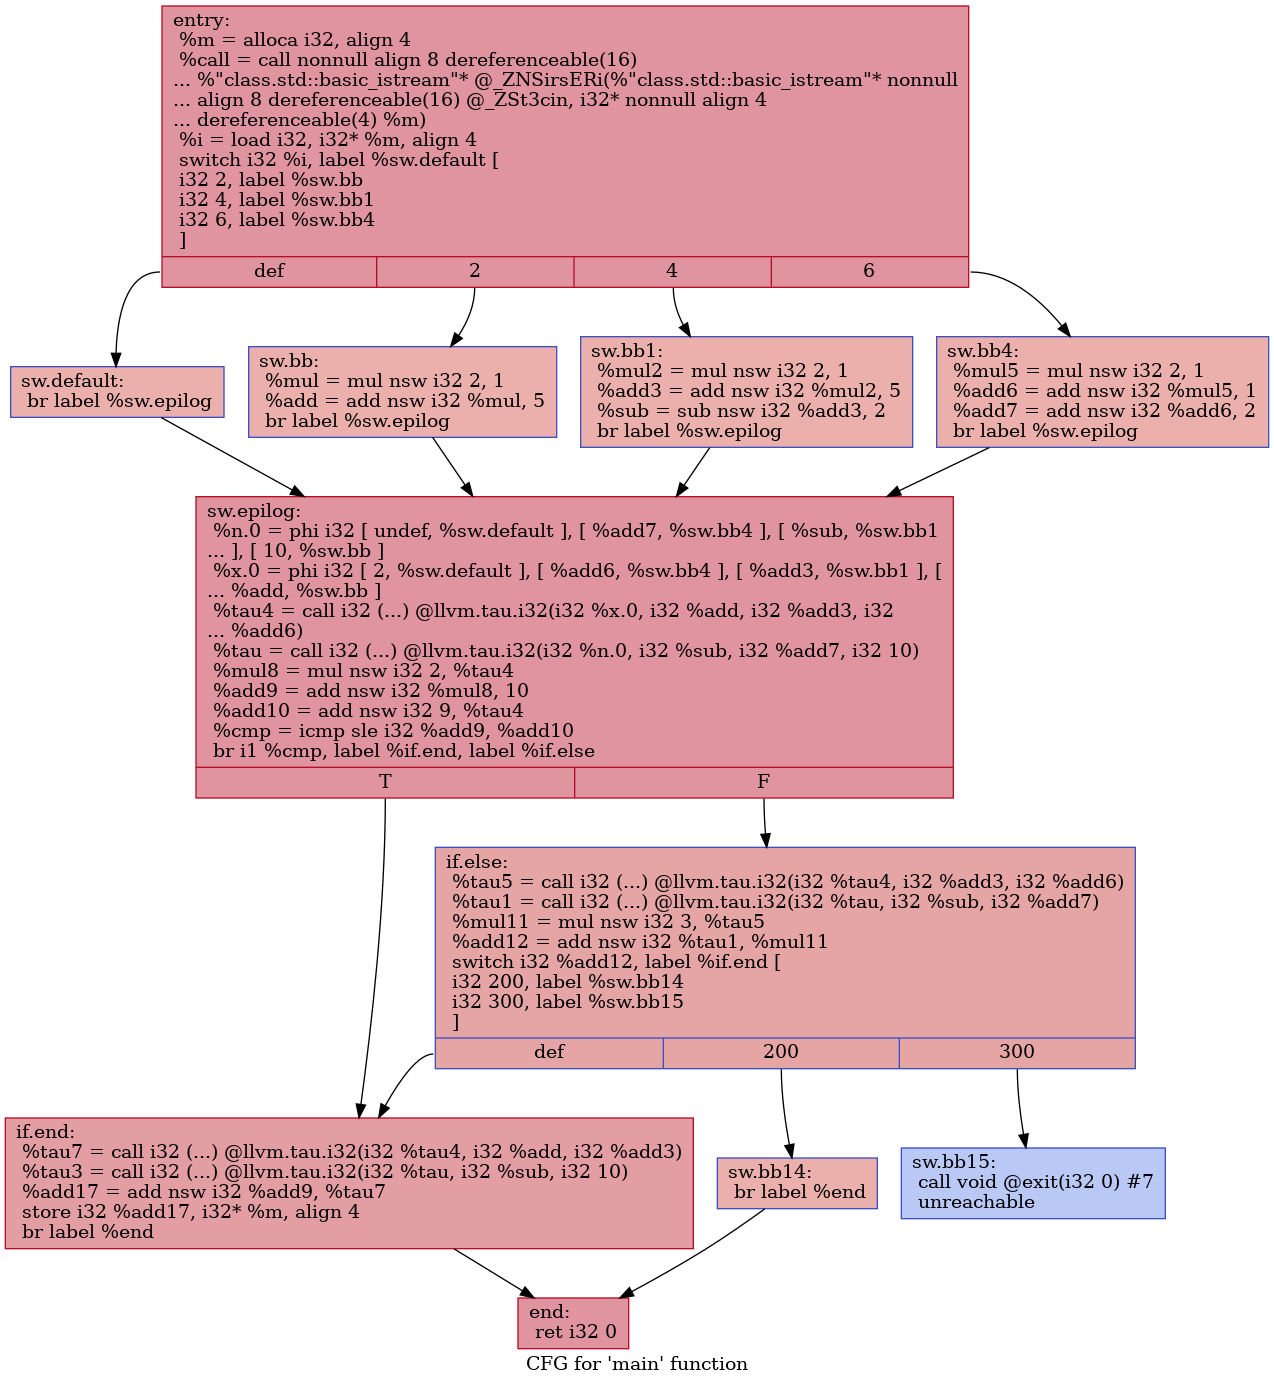 entry:
%m = alloca i32, align 4
%call = call nonnull align 8 dereferenceable(16)
... %"class.std::basic_istream"* @_ZNSirsERi(%"class.std::basic_istream"* nonnull
... align 8 dereferenceable(16) @_ZSt3cin, i32* nonnull align 4
... dereferenceable(4) %m)
%i = load i32, i32* %m, align 4
switch i32 %i, label %sw.default [
i32 2, label %sw.bb
i32 4, label %sw.bb1
i32 6, label %sw.bb4
]
def 2 4 6
sw.default:
br label %sw.epilog
sw.bb:
%mul = mul nsw i32 2, 1
%add = add nsw i32 %mul, 5
br label %sw.epilog
sw.bb1:
%mul2 = mul nsw i32 2, 1
%add3 = add nsw i32 %mul2, 5
%sub = sub nsw i32 %add3, 2
br label %sw.epilog
sw.bb4:
%mul5 = mul nsw i32 2, 1
%add6 = add nsw i32 %mul5, 1
%add7 = add nsw i32 %add6, 2
br label %sw.epilog
sw.epilog:
%n.0 = phi i32 [ undef, %sw.default ], [ %add7, %sw.bb4 ], [ %sub, %sw.bb1
... ], [ 10, %sw.bb ]
%x.0 = phi i32 [ 2, %sw.default ], [ %add6, %sw.bb4 ], [ %add3, %sw.bb1 ], [
... %add, %sw.bb ]
%tau4 = call i32 (...) @llvm.tau.i32(i32 %x.0, i32 %add, i32 %add3, i32
... %add6)
%tau = call i32 (...) @llvm.tau.i32(i32 %n.0, i32 %sub, i32 %add7, i32 10)
%mul8 = mul nsw i32 2, %tau4
%add9 = add nsw i32 %mul8, 10
%add10 = add nsw i32 9, %tau4
%cmp = icmp sle i32 %add9, %add10
br i1 %cmp, label %if.end, label %if.else
T F
if.else:
%tau5 = call i32 (...) @llvm.tau.i32(i32 %tau4, i32 %add3, i32 %add6)
%tau1 = call i32 (...) @llvm.tau.i32(i32 %tau, i32 %sub, i32 %add7)
%mul11 = mul nsw i32 3, %tau5
%add12 = add nsw i32 %tau1, %mul11
switch i32 %add12, label %if.end [
i32 200, label %sw.bb14
i32 300, label %sw.bb15
]
def 200 300
if.end:
%tau7 = call i32 (...) @llvm.tau.i32(i32 %tau4, i32 %add, i32 %add3)
%tau3 = call i32 (...) @llvm.tau.i32(i32 %tau, i32 %sub, i32 10)
%add17 = add nsw i32 %add9, %tau7
store i32 %add17, i32* %m, align 4
br label %end
sw.bb14:
br label %end
sw.bb15:
call void @exit(i32 0) #7
unreachable
end:
ret i32 0
CFG for 'main' function